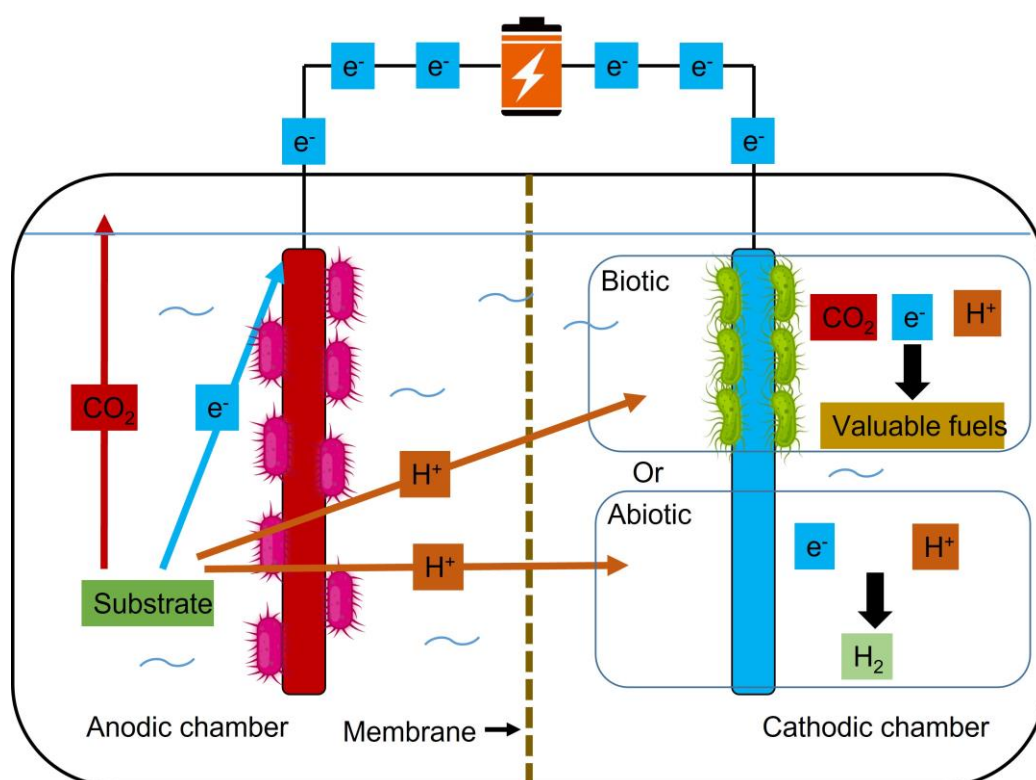 e⁻
e⁻
e⁻
e⁻
e⁻
e⁻
Biotic
CO₂
e⁻
H⁺
Valuable fuels
CO₂
e⁻
H⁺
Or
Abiotic
e⁻
H⁺
H⁺
Substrate
H₂
Anodic chamber
Membrane
Cathodic chamber